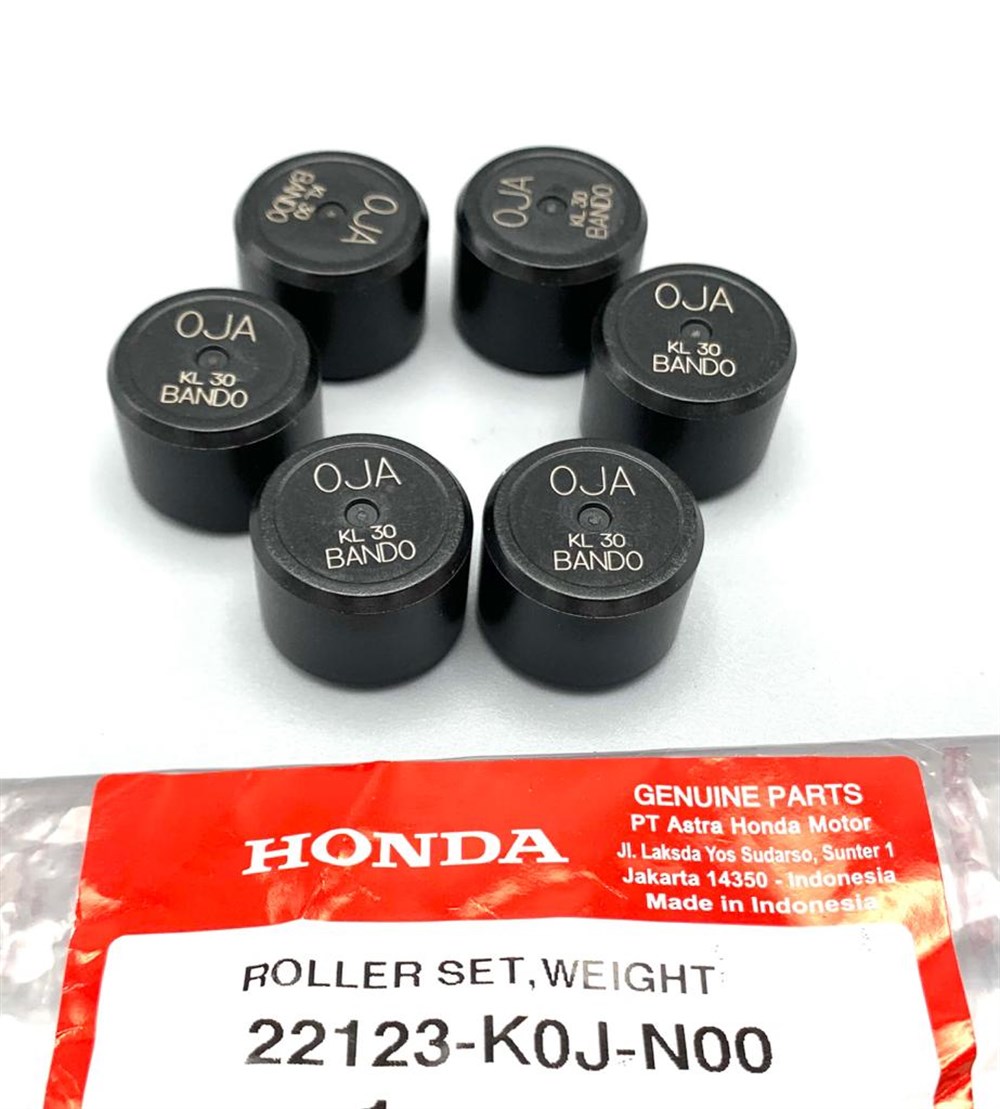 OJA
KL 30
BANDO
OJA
KL 30
BANDO
OJA
KL 30
BANDO
OJA
KL 30
BANDO
OJA
KL 30
BANDO
OJA
KL 30
BANDO
HONDA
GENUINE PARTS
PT Astra Honda Motor
Jl. Laksda Yos Sudarso, Sunter 1
Jakarta 14350 - Indonesia
Made in Indonesia
ROLLER SET,WEIGHT
22123-K0J-N00